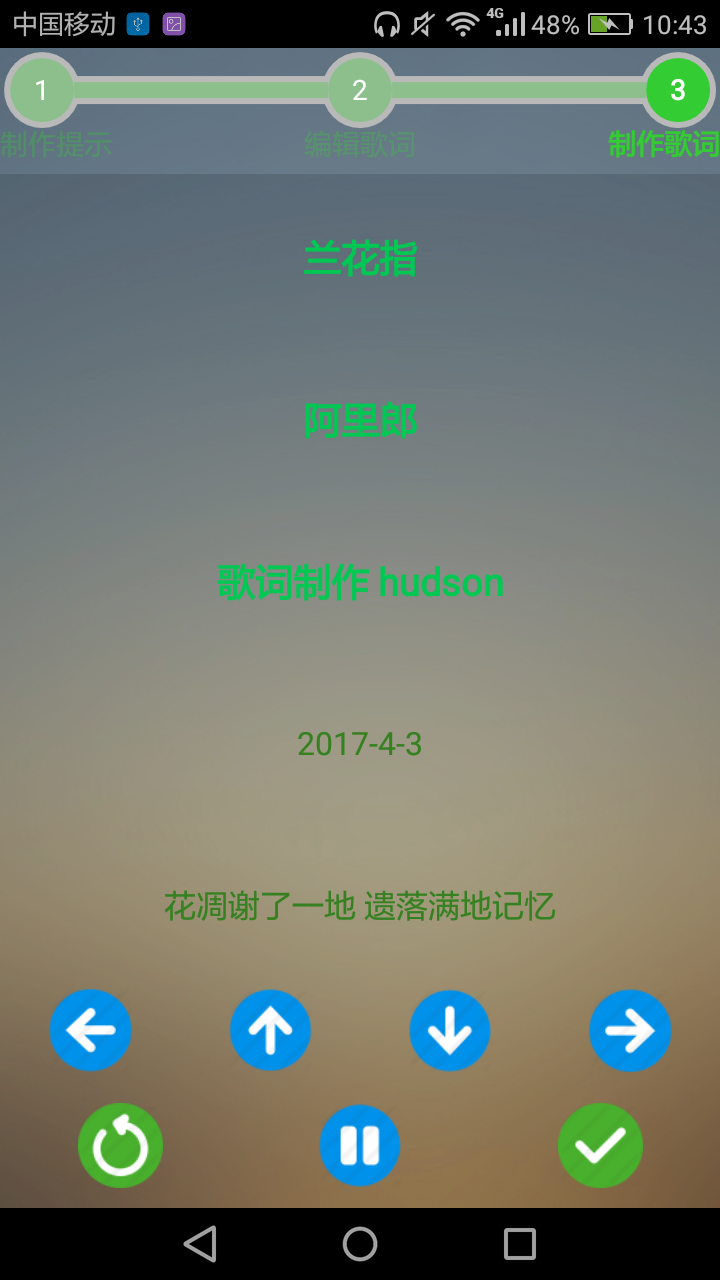 中国移动 4G 48% 10:43
1 2 3
制作提示 编辑歌词 制作歌词
兰花指
阿里郎
歌词制作 hudson
2017-4-3
花凋谢了一地 遗落满地记忆